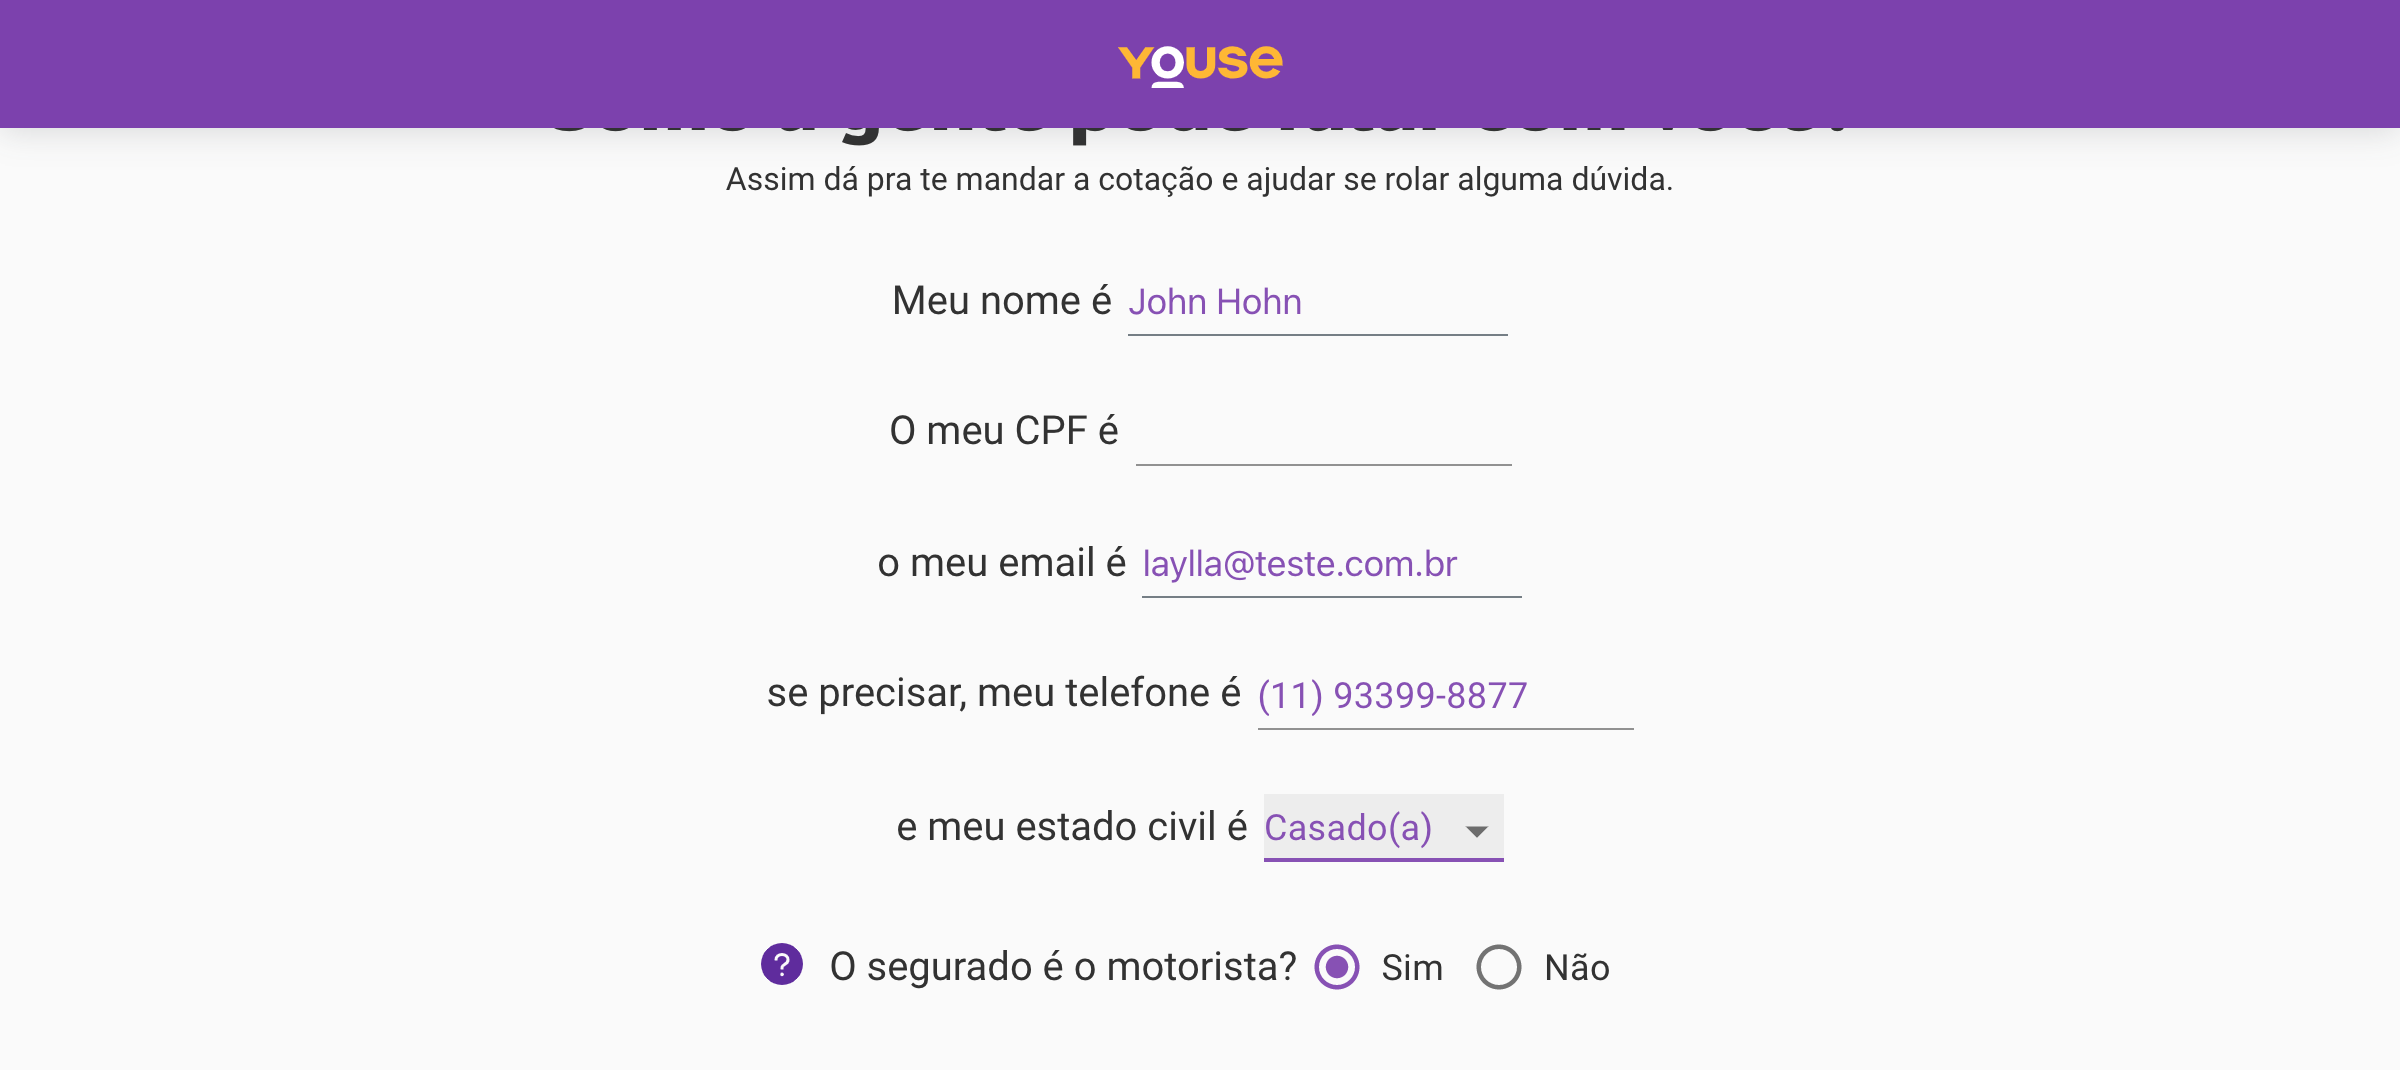 Youse
Assim dá pra te mandar a cotação e ajudar se rolar alguma dúvida.
Meu nome é John Hohn
O meu CPF é
o meu email é laylla@teste.com.br
se precisar, meu telefone é (11) 93399-8877
e meu estado civil é Casado(a)
? O segurado é o motorista? Sim Não